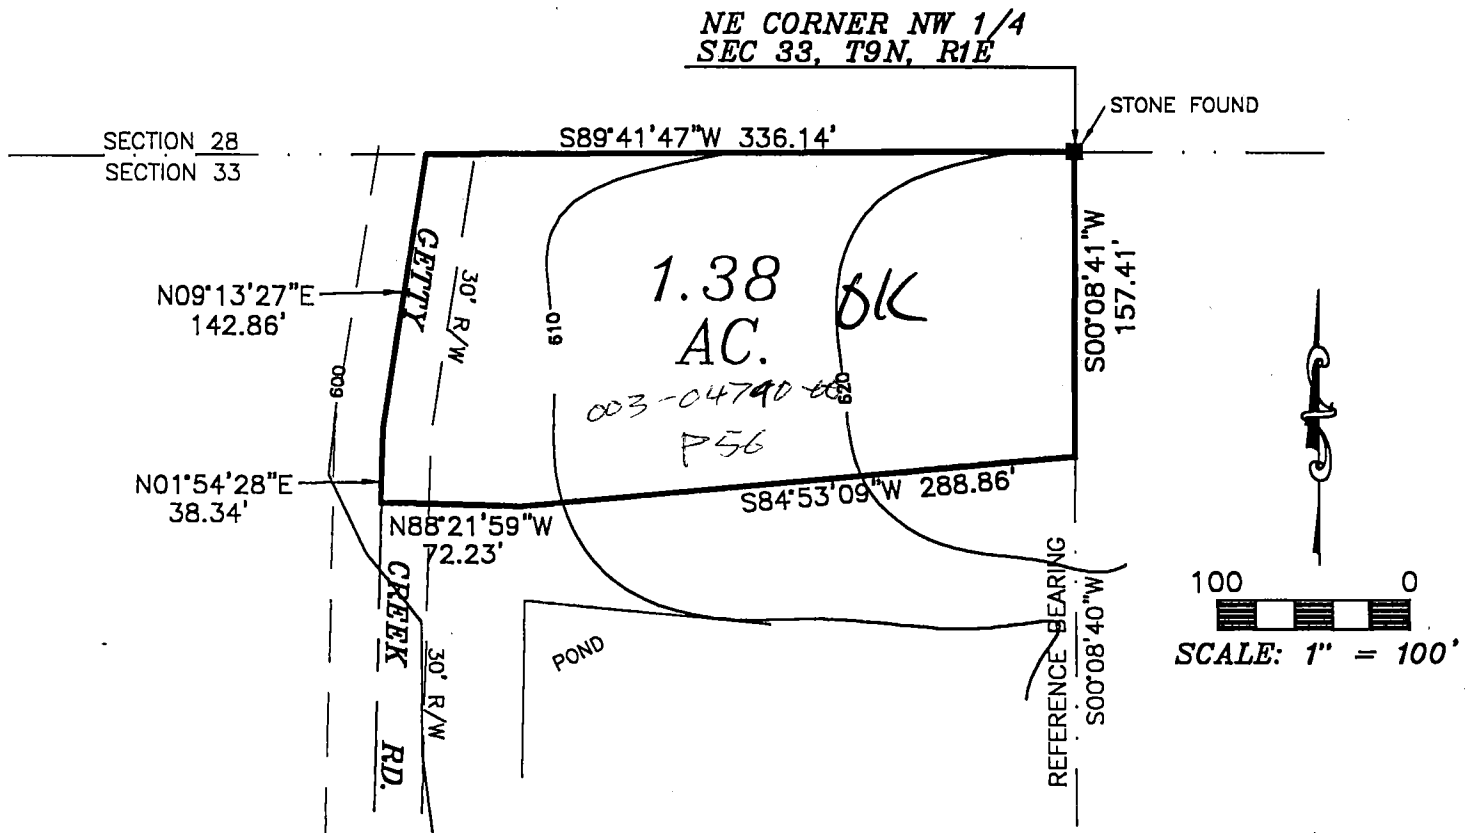 NE CORNER NW 1/4
SEC 33, T9N, R1E
STONE FOUND
SECTION 28
SECTION 33
S89°41'47"W 336.14'
S00°08'41"W
157.41'
GETTY
30' R/W
N09°13'27"E
142.86'
1.38
AC.
OK
610
600
620
003-04790-00
P56
N01°54'28"E
38.34'
N88°21'59"W
72.23'
S84°53'09"W 288.86'
CREEK RD.
30' R/W
POND
REFERENCE BEARING
S00°08'40"W
100 0
SCALE: 1" = 100'